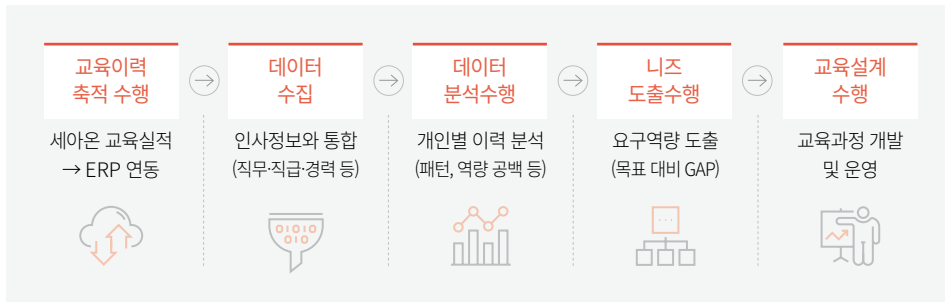 교육이력
축적 수행
세아온 교육실적
→ ERP 연동
데이터
수집
인사정보와 통합
(직무·직급·경력 등)
데이터
분석수행
개인별 이력 분석
(패턴, 역량 공백 등)
니즈
도출수행
요구역량 도출
(목표 대비 GAP)
교육설계
수행
교육과정 개발
및 운영